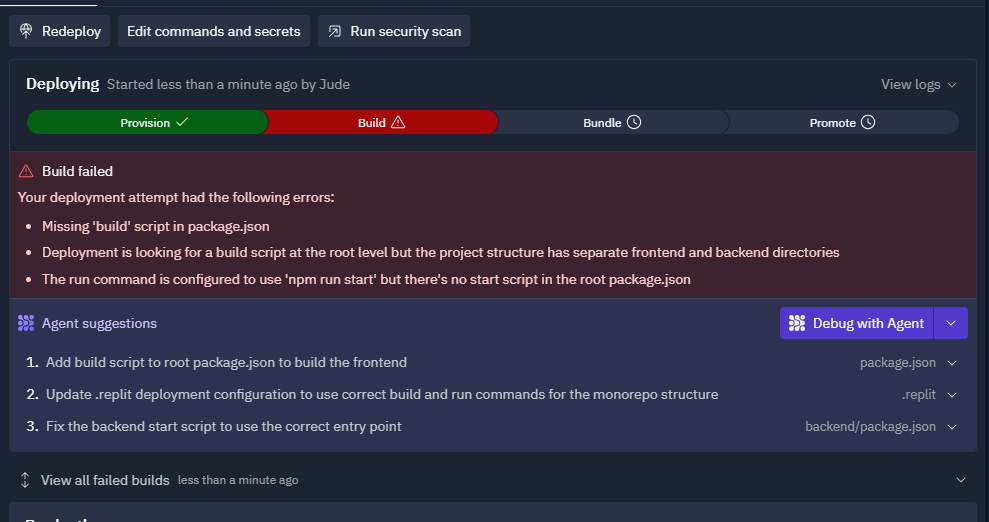 Redeploy Edit commands and secrets Run security scan
Deploying Started less than a minute ago by Jude View logs
Provision Build Bundle Promote
Build failed
Your deployment attempt had the following errors:
• Missing 'build' script in package.json
• Deployment is looking for a build script at the root level but the project structure has separate frontend and backend directories
• The run command is configured to use 'npm run start' but there's no start script in the root package.json
Agent suggestions Debug with Agent
1. Add build script to root package.json to build the frontend package.json
2. Update .replit deployment configuration to use correct build and run commands for the monorepo structure .replit
3. Fix the backend start script to use the correct entry point backend/package.json
View all failed builds less than a minute ago